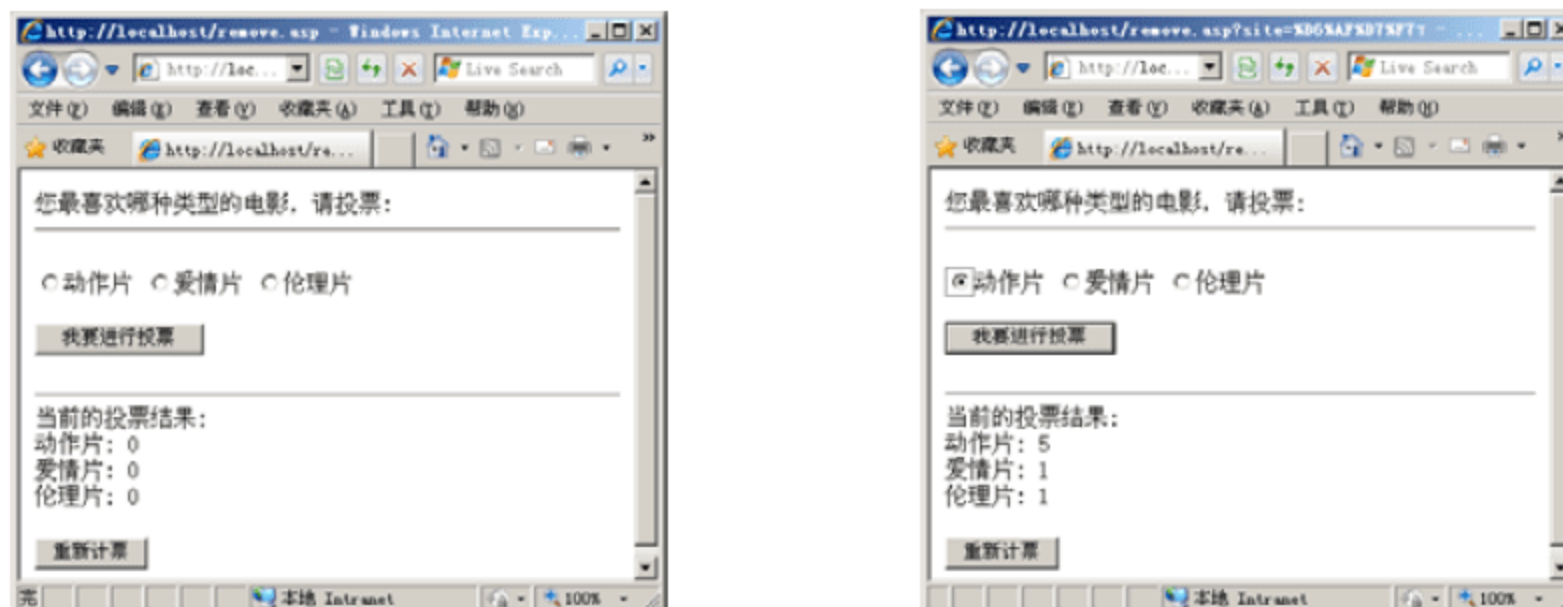 http://localhost/remove.asp - Windows Internet Exp...
http://loc...
Live Search
文件(F) 编辑(E) 查看(V) 收藏夹(A) 工具(T) 帮助(H)
收藏夹 http://localhost/re...
您最喜欢哪种类型的电影，请投票：
动作片 爱情片 伦理片
我要进行投票
当前的投票结果：
动作片：0
爱情片：0
伦理片：0
重新计票
完 本地 Intranet 100%
http://localhost/remove.asp?site=%B6%AF%D7%F7? - ...
http://loc...
Live Search
文件(F) 编辑(E) 查看(V) 收藏夹(A) 工具(T) 帮助(H)
收藏夹 http://localhost/re...
您最喜欢哪种类型的电影，请投票：
动作片 爱情片 伦理片
我要进行投票
当前的投票结果：
动作片：5
爱情片：1
伦理片：1
重新计票
本地 Intranet 100%